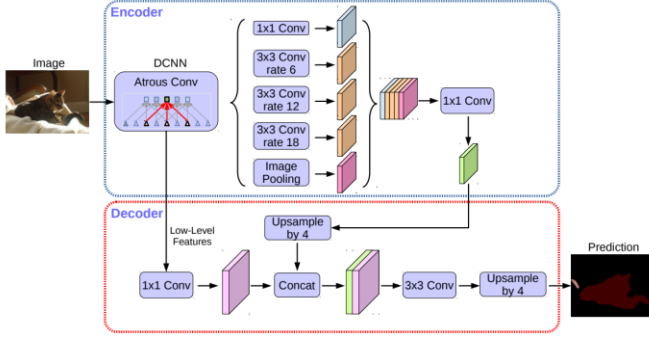 Encoder
Image
DCNN
Atrous Conv
1x1 Conv
3x3 Conv
rate 6
3x3 Conv
rate 12
3x3 Conv
rate 18
Image
Pooling
1x1 Conv
Decoder
Low-Level
Features
Upsample
by 4
1x1 Conv
Concat
3x3 Conv
Upsample
by 4
Prediction